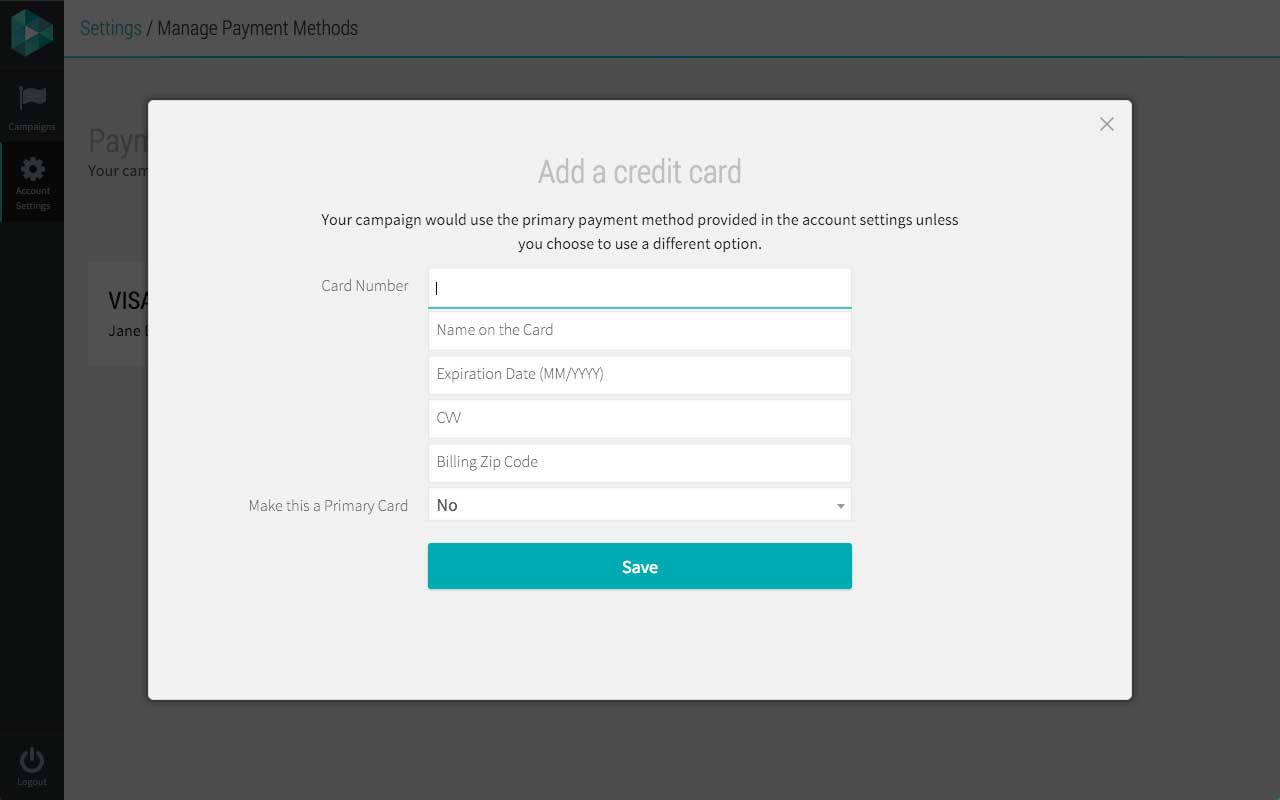 Settings / Manage Payment Methods
Campaigns
Account
Settings
Your
VISA
Jane
Add a credit card
Your campaign would use the primary payment method provided in the account settings unless
you choose to use a different option.
Card Number
Name on the Card
Expiration Date (MM/YYYY)
CVV
Billing Zip Code
Make this a Primary Card
No
Save
Logout